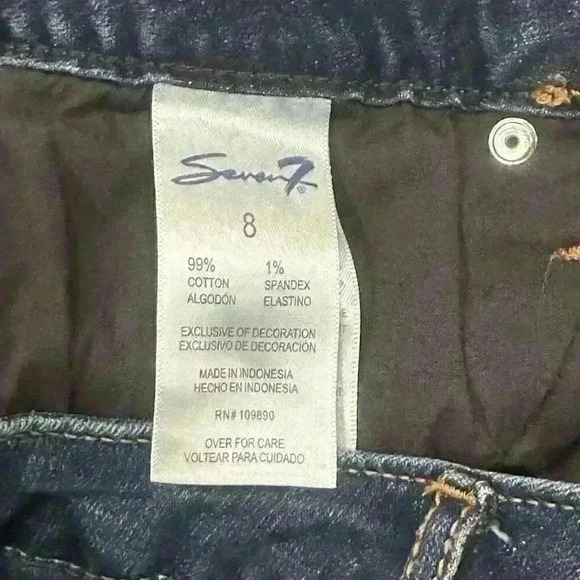 Seven7®
8
99% 1%
COTTON SPANDEX
ALGODÓN ELASTINO
EXCLUSIVE OF DECORATION
EXCLUSIVO DE DECORACIÓN
MADE IN INDONESIA
HECHO EN INDONESIA
RN# 109890
OVER FOR CARE
VOLTEAR PARA CUIDADO